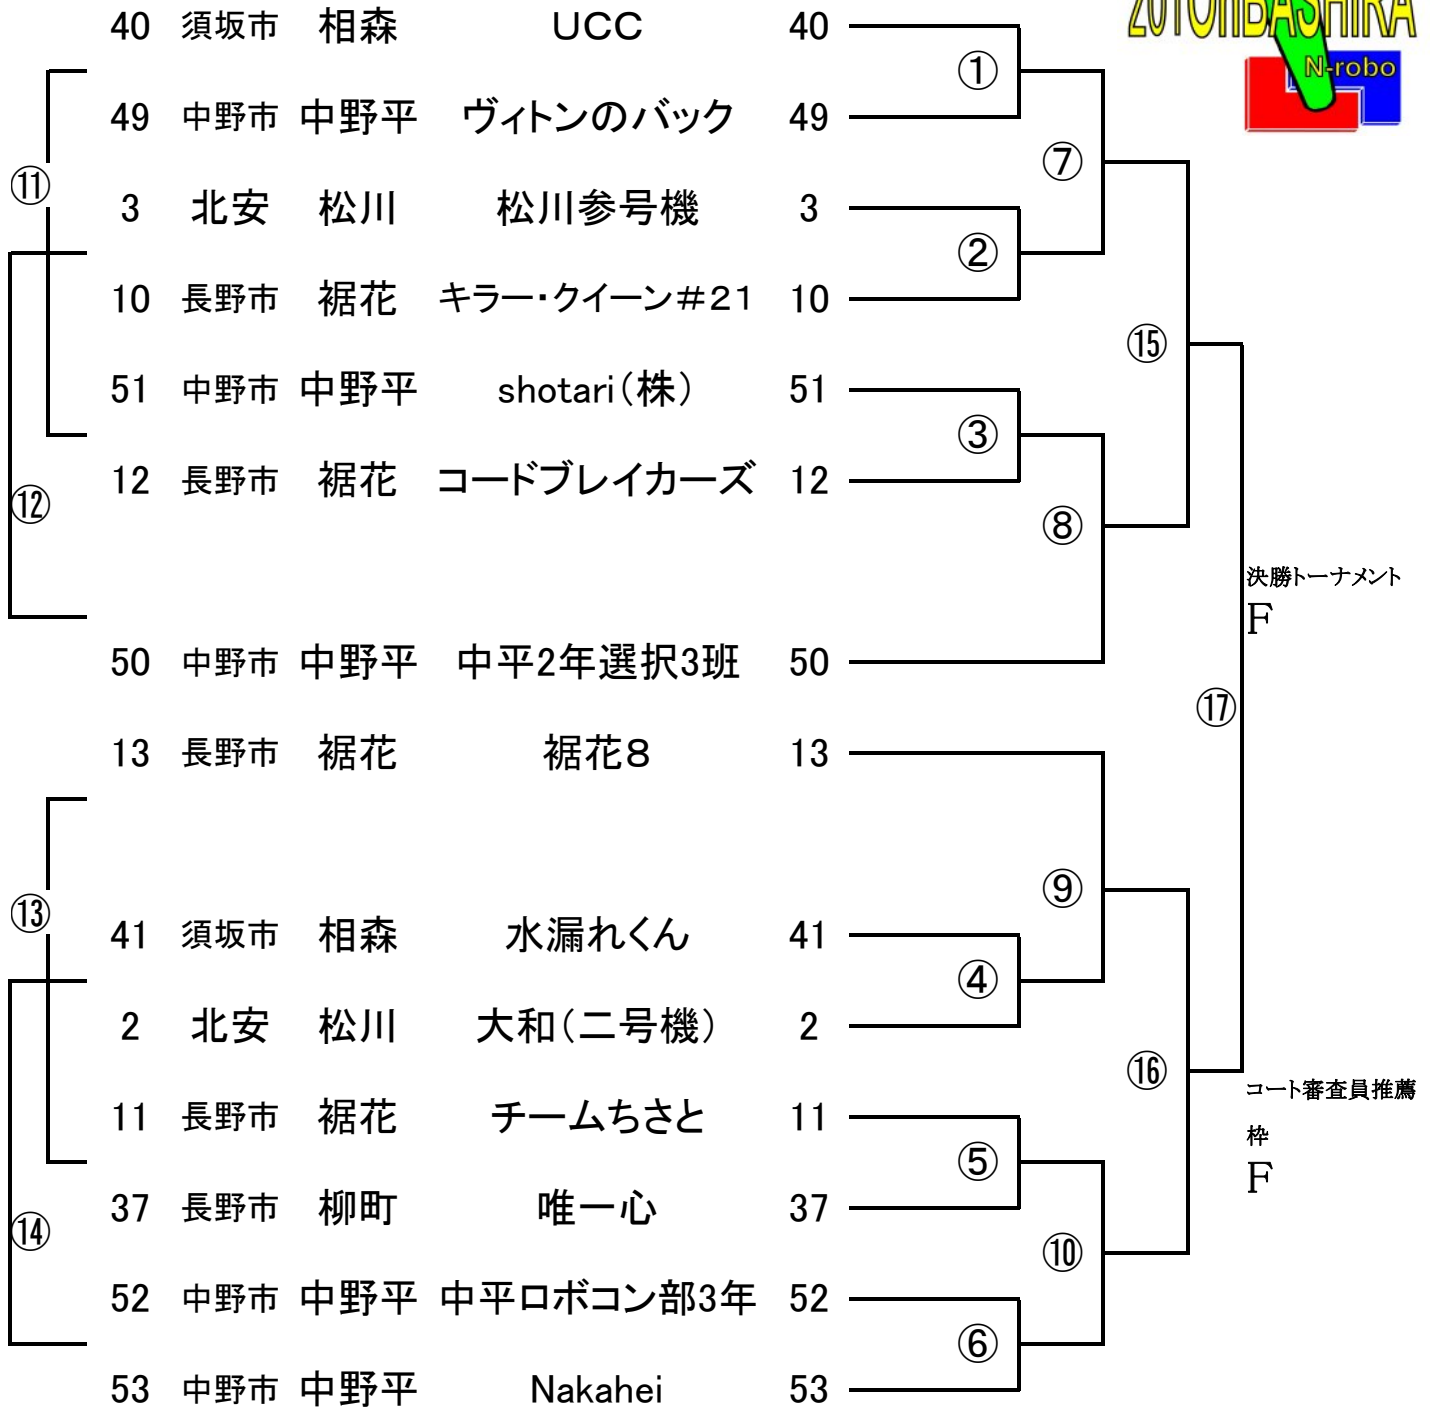 2010nBASHIRA
N-robo
40 須坂市 相森 UCC 40
①
49 中野市 中野平 ヴィトンのバック 49
⑦
⑪
3 北安 松川 松川参号機 3
②
10 長野市 裾花 キラー・クイーン＃21 10
⑮
51 中野市 中野平 shotari（株） 51
③
12 長野市 裾花 コードブレイカーズ 12
⑫
⑧
決勝トーナメント
F
50 中野市 中野平 中平2年選択3班 50
⑰
13 長野市 裾花 裾花８ 13
⑨
⑬
41 須坂市 相森 水漏れくん 41
④
2 北安 松川 大和（二号機） 2
⑯
コート審査員推薦
枠
F
11 長野市 裾花 チームちさと 11
⑤
37 長野市 柳町 唯一心 37
⑭
⑩
52 中野市 中野平 中平ロボコン部3年 52
⑥
53 中野市 中野平 Nakahei 53